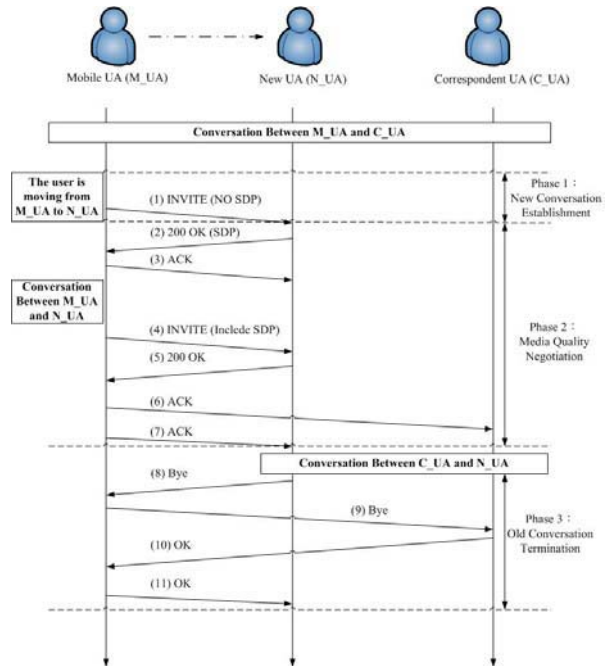 Mobile UA (M_UA)
New UA (N_UA)
Correspondent UA (C_UA)
Conversation Between M_UA and C_UA
The user is
moving from
M_UA to N_UA
Phase 1：
New Conversation
Establishment
(1) INVITE (NO SDP)
(2) 200 OK (SDP)
(3) ACK
Conversation
Between M_UA
and N_UA
(4) INVITE (Include SDP)
Phase 2：
Media Quality
Negotiation
(5) 200 OK
(6) ACK
(7) ACK
Conversation Between C_UA and N_UA
(8) Bye
(9) Bye
Phase 3：
Old Conversation
Termination
(10) OK
(11) OK